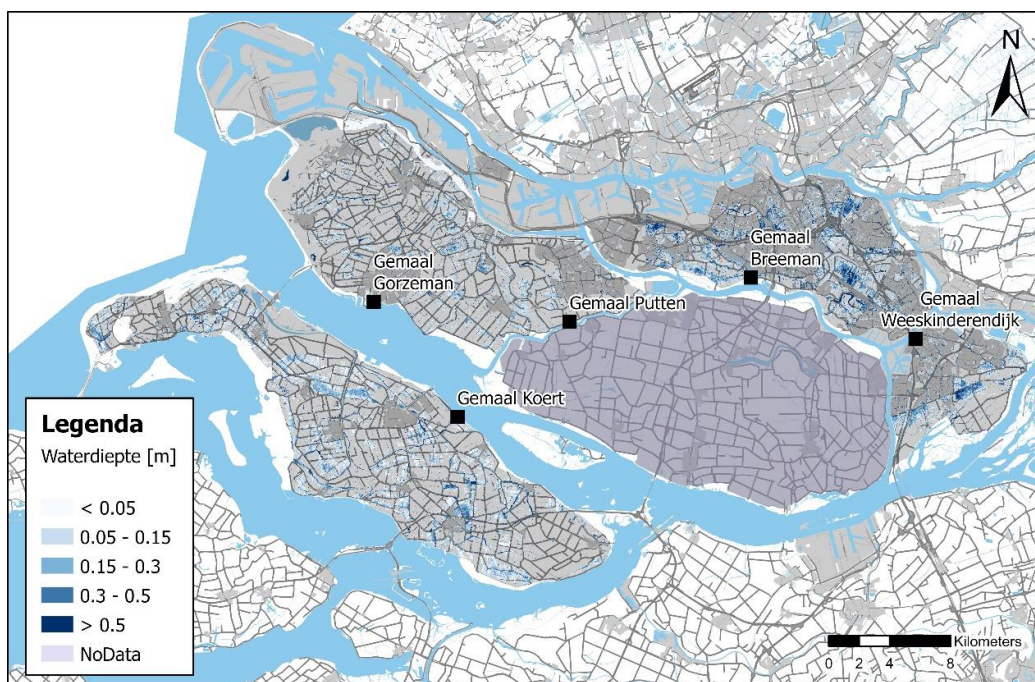 N
Gemaal
Breeman
Gemaal
Gorzeman
Gemaal Putten
Gemaal
Weeskinderendijk
Gemaal Koert
Legenda
Waterdiepte [m]
< 0.05
0.05 - 0.15
0.15 - 0.3
0.3 - 0.5
> 0.5
NoData
Kilometers
0 2 4 8